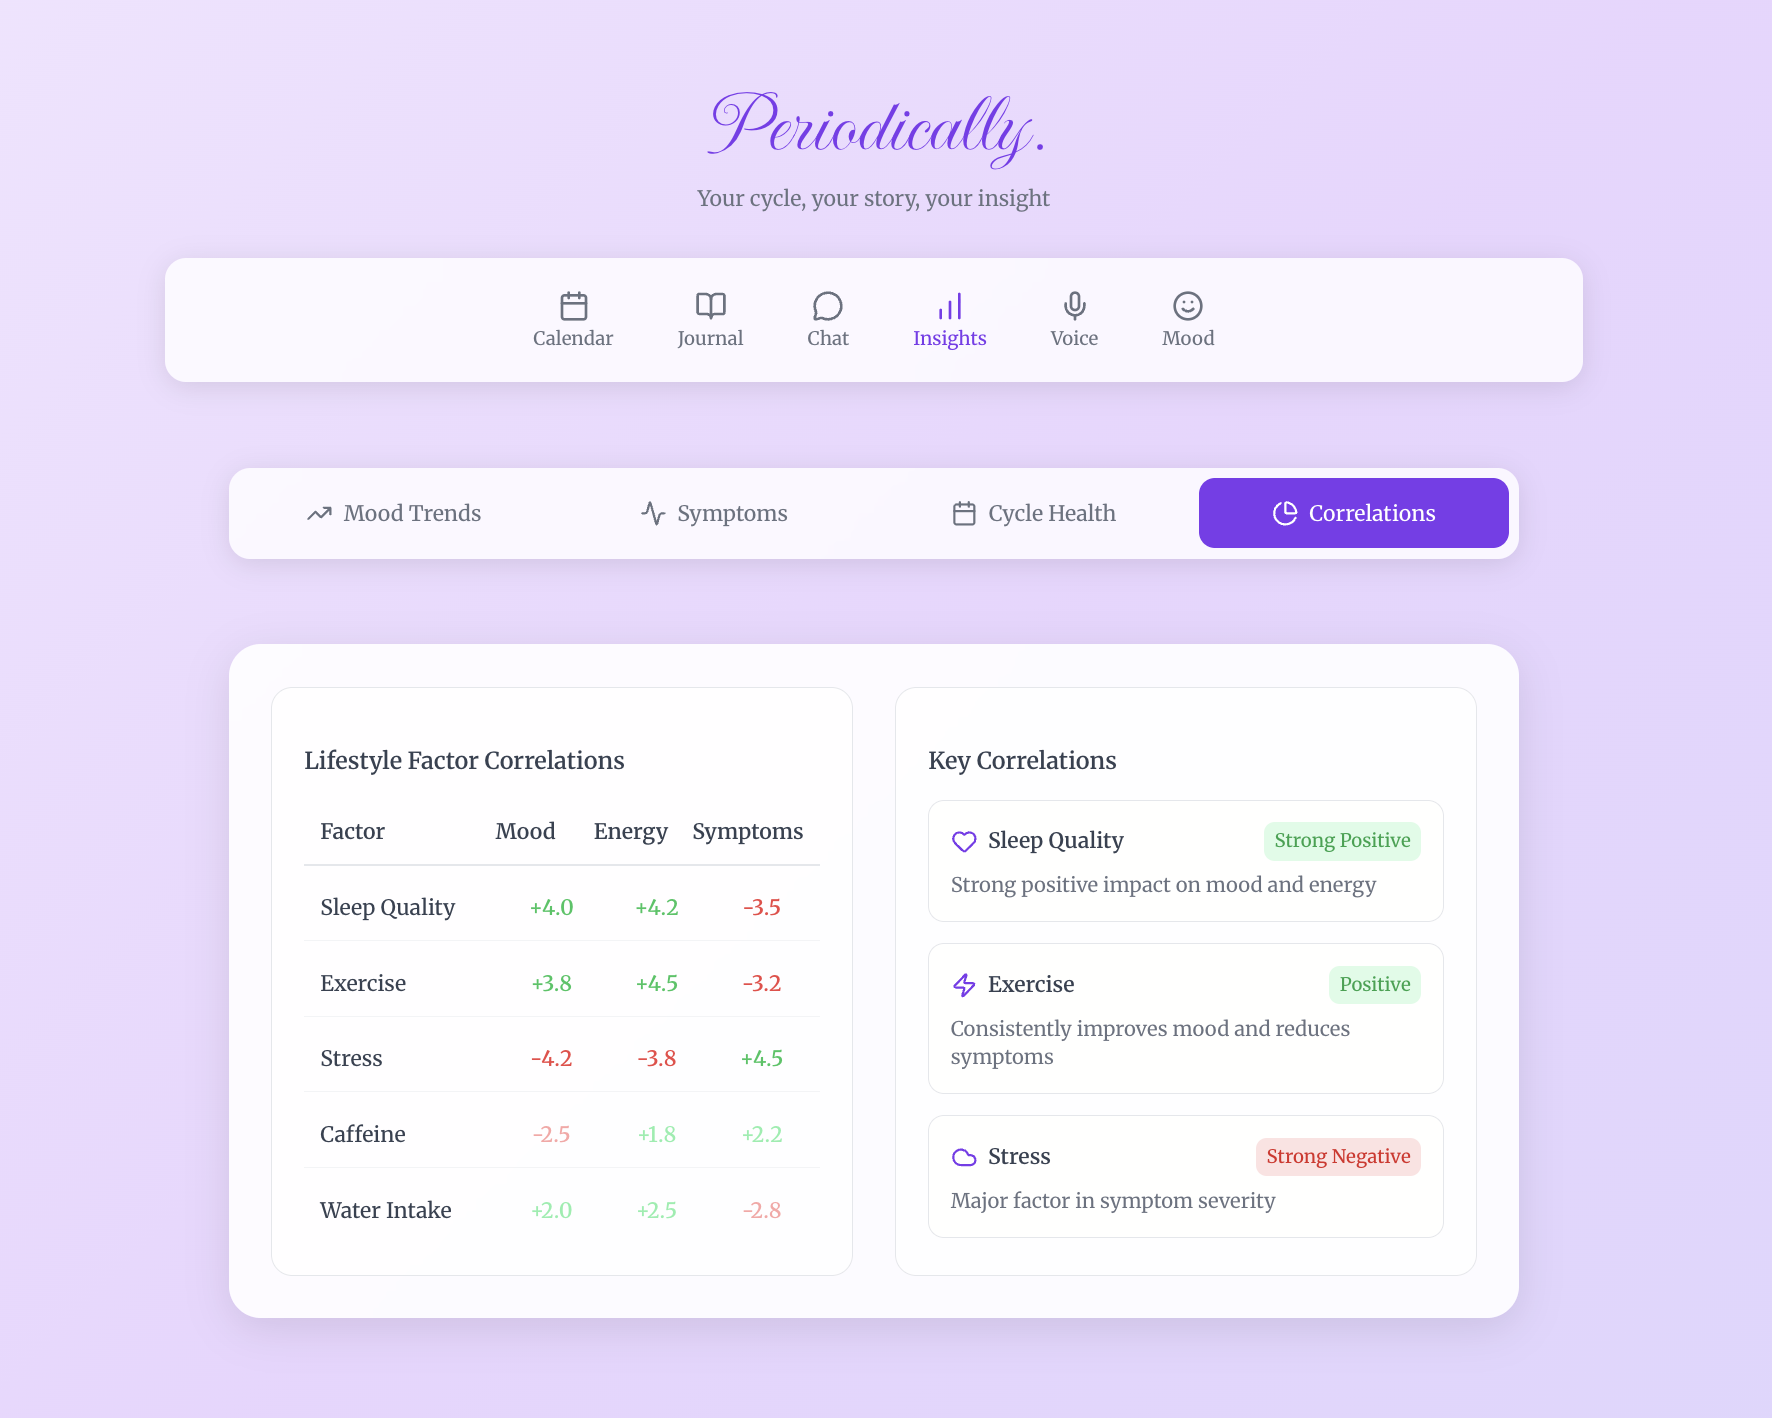 Periodically.
Your cycle, your story, your insight
Calendar
Journal
Chat
Insights
Voice
Mood
Mood Trends
Symptoms
Cycle Health
Correlations
Lifestyle Factor Correlations
Factor Mood Energy Symptoms
Sleep Quality +4.0 +4.2 -3.5
Exercise +3.8 +4.5 -3.2
Stress -4.2 -3.8 +4.5
Caffeine -2.5 +1.8 +2.2
Water Intake +2.0 +2.5 -2.8
Key Correlations
Sleep Quality Strong Positive
Strong positive impact on mood and energy
Exercise Positive
Consistently improves mood and reduces
symptoms
Stress Strong Negative
Major factor in symptom severity